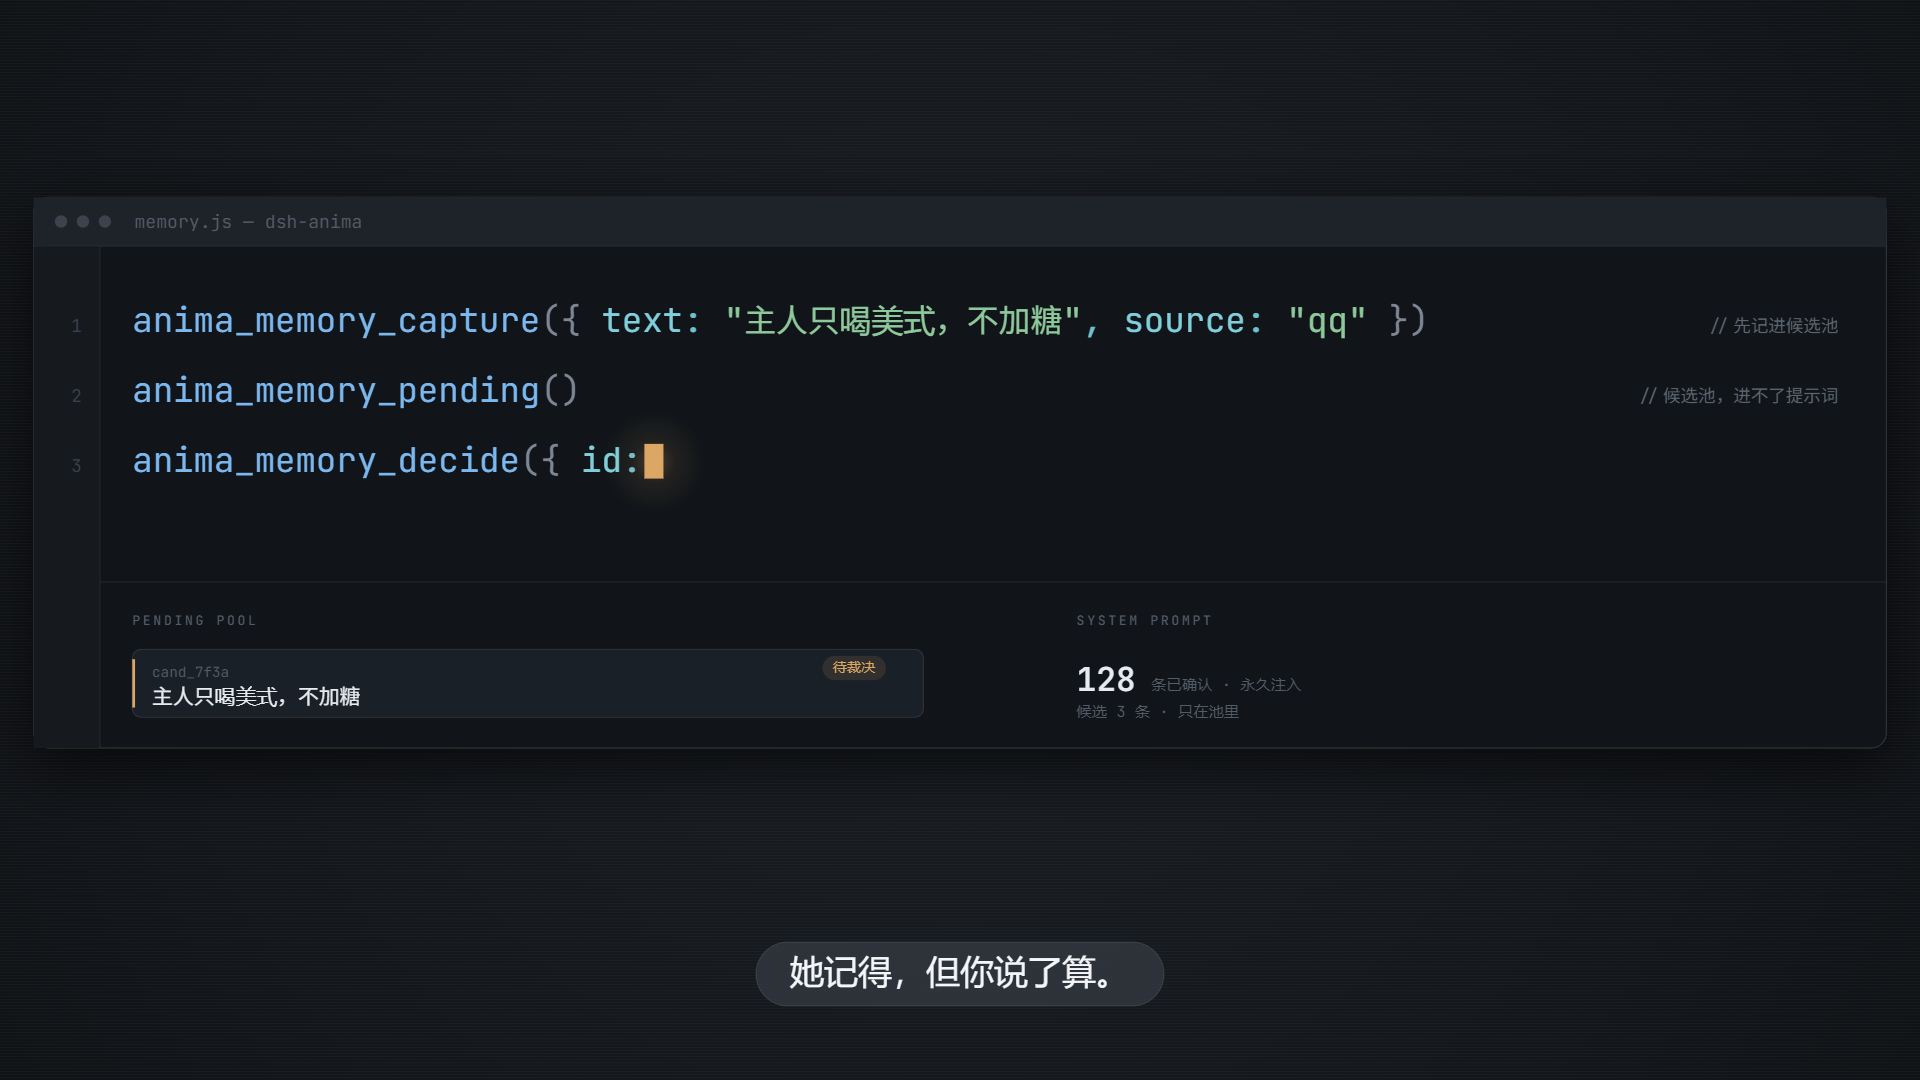 memory.js — dsh-anima
1 anima_memory_capture({ text: "主人只喝美式，不加糖", source: "qq" }) // 先记进候选池
2 anima_memory_pending() // 候选池，进不了提示词
3 anima_memory_decide({ id:
PENDING POOL
cand_7f3a
待裁决
主人只喝美式，不加糖
SYSTEM PROMPT
128 条已确认 · 永久注入
候选 3 条 · 只在池里
她记得，但你说了算。